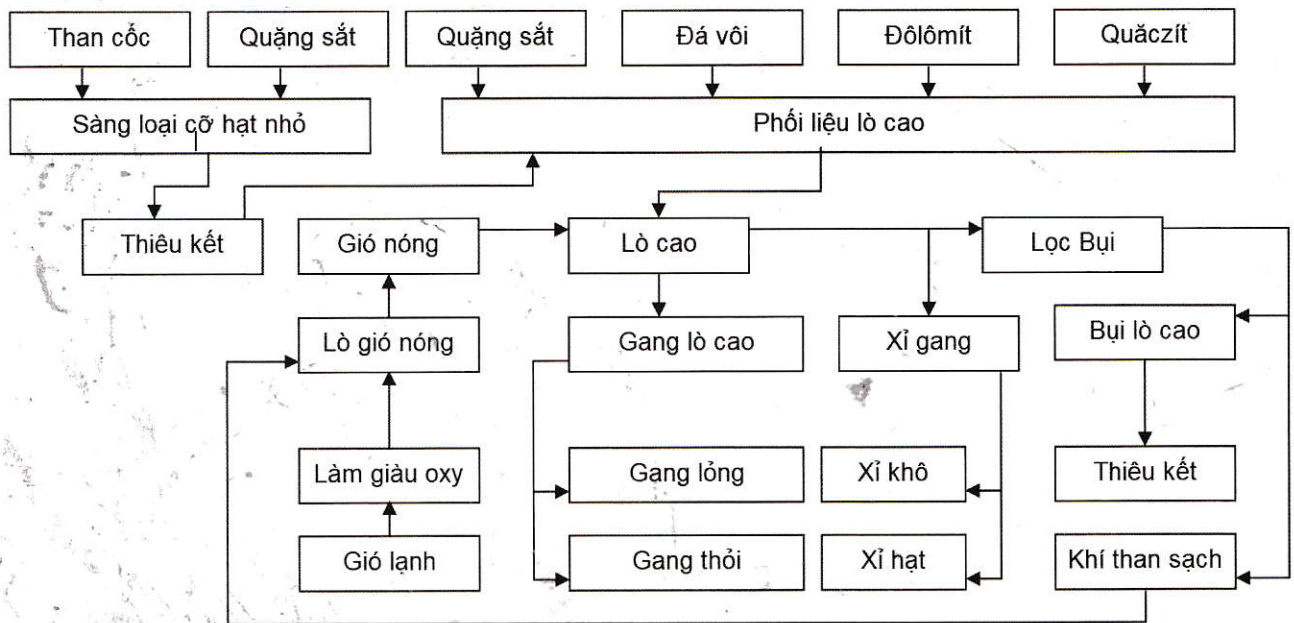 Than cốc
Quặng sắt
Quặng sắt
Đá vôi
Đôlômít
Quăczít
Sàng loại cỡ hạt nhỏ
Phối liệu lò cao
Thiêu kết
Gió nóng
Lò cao
Lọc Bụi
Lò gió nóng
Gang lò cao
Xỉ gang
Bụi lò cao
Làm giàu oxy
Gang lỏng
Xỉ khô
Thiêu kết
Gió lạnh
Gang thỏi
Xỉ hạt
Khí than sạch